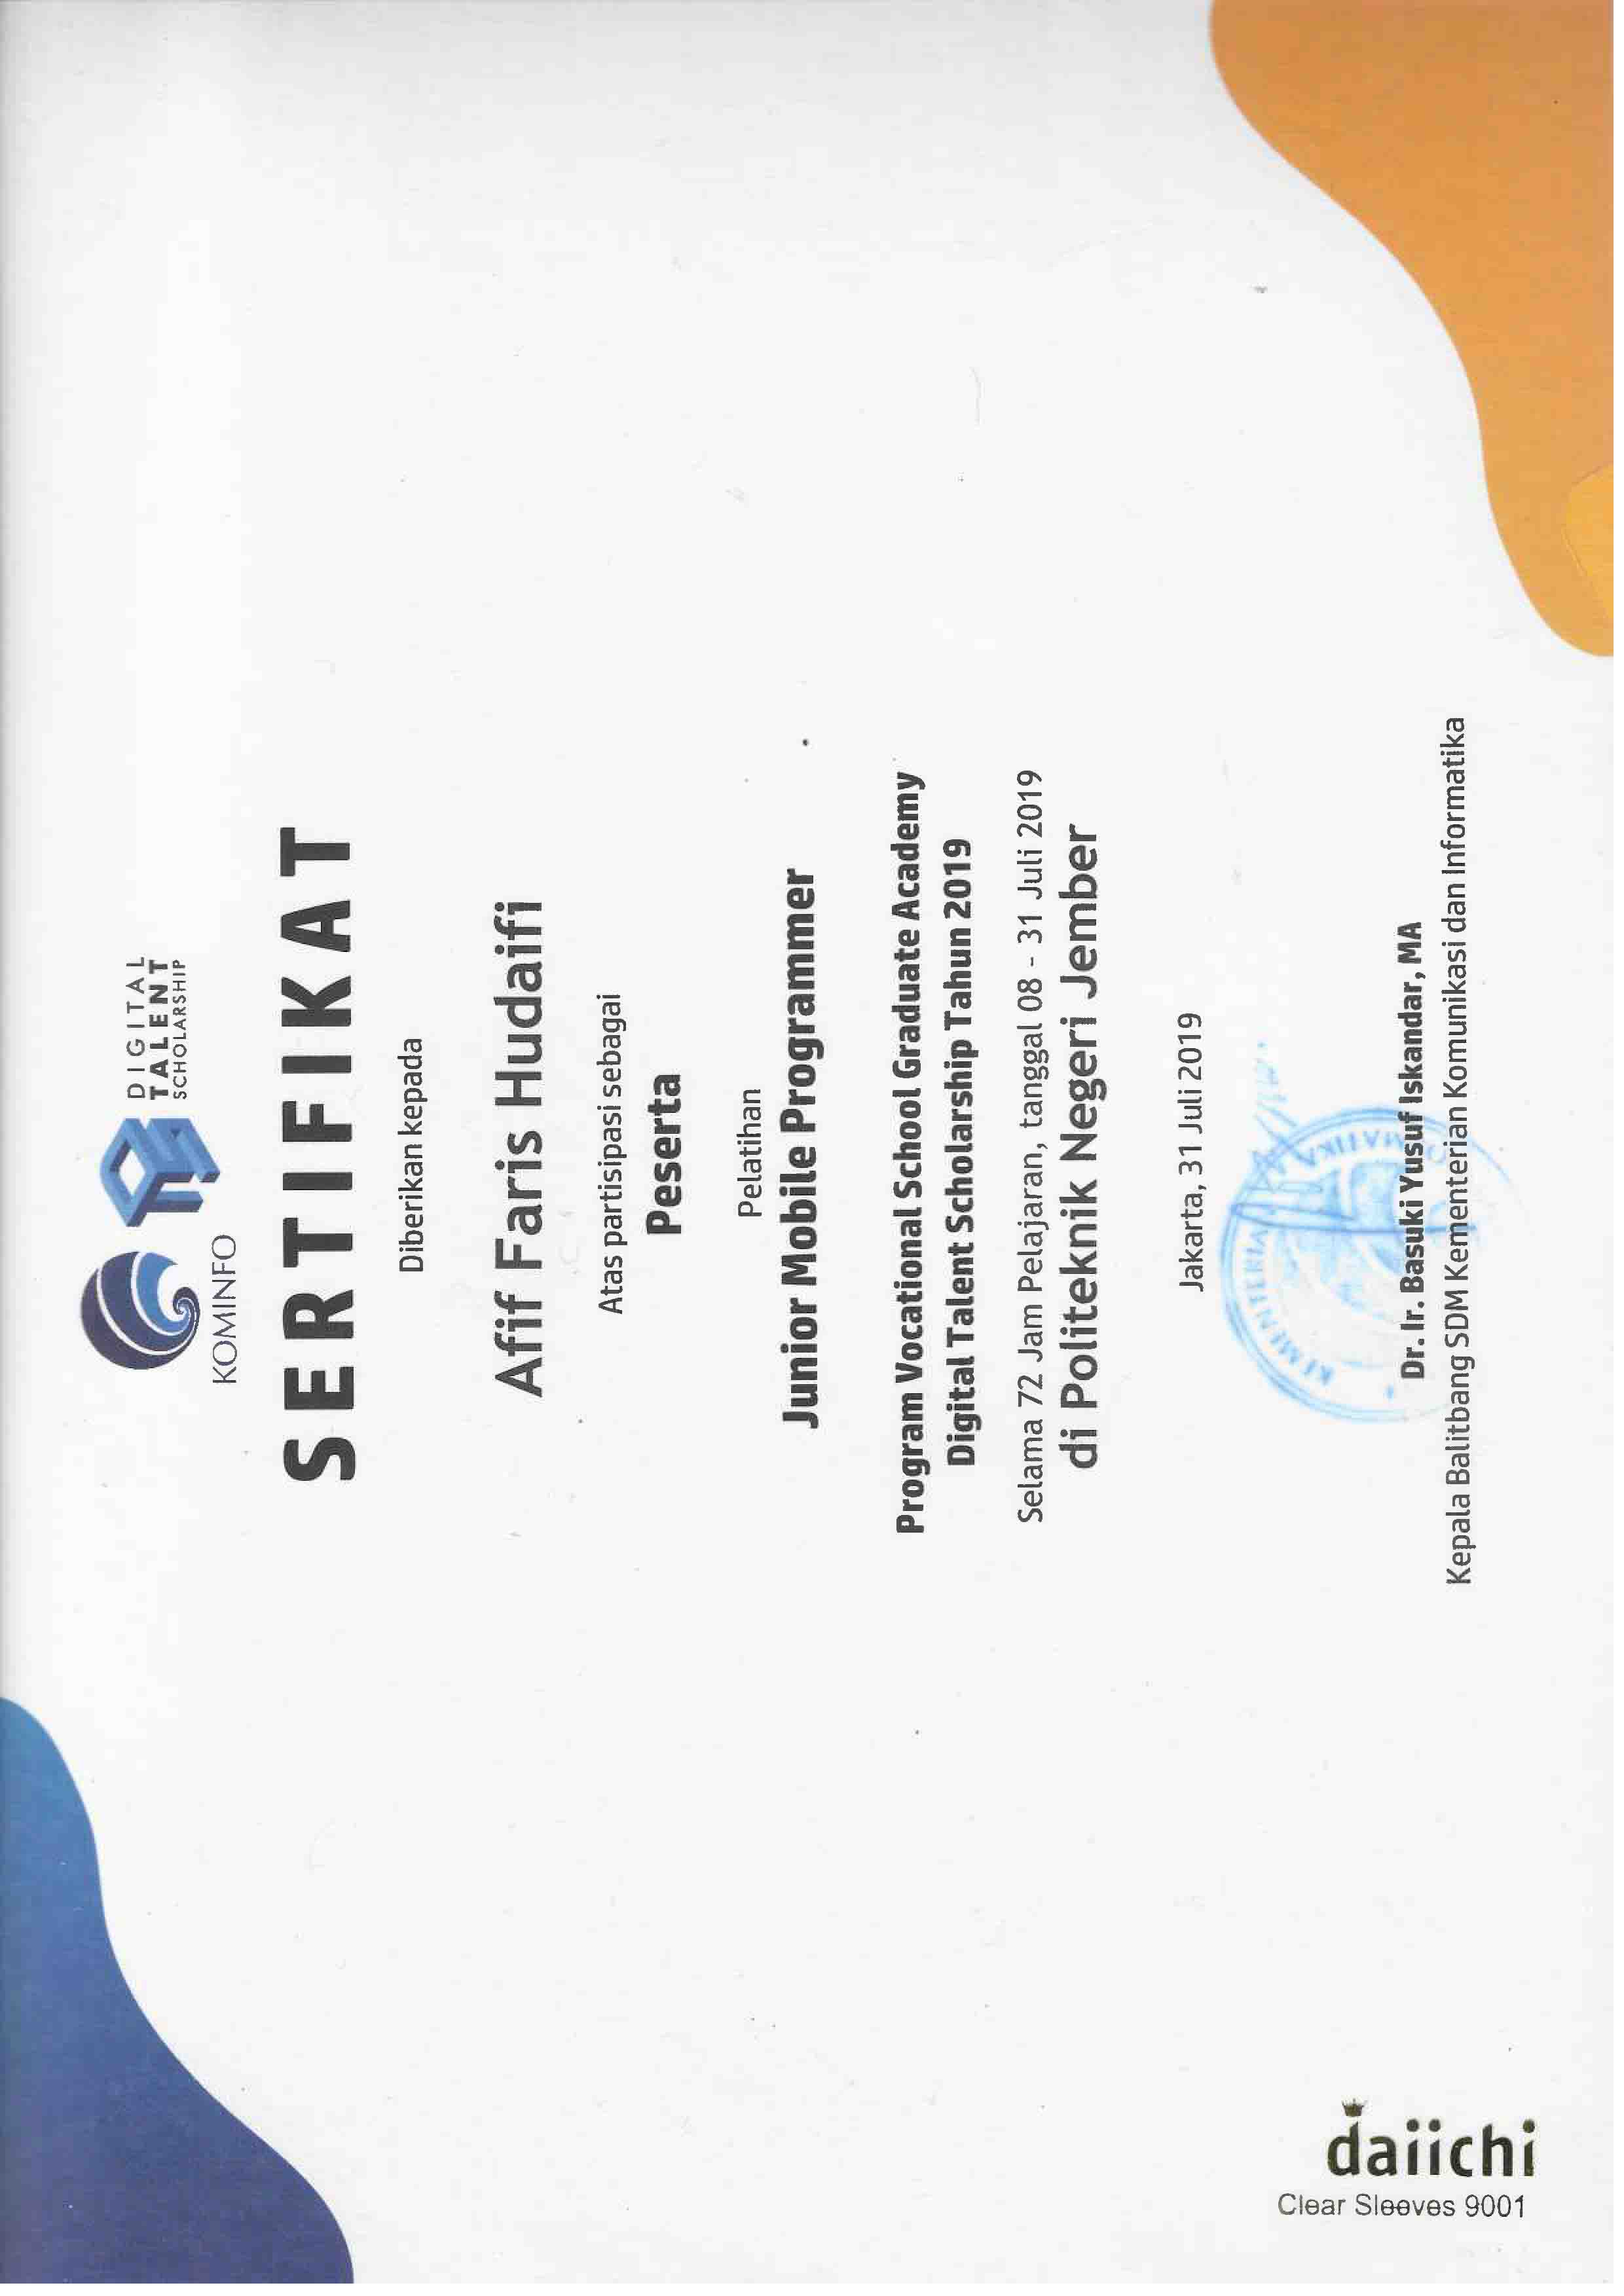 KOMINFO
DIGITAL
TALENT
SCHOLARSHIP
SERTIFIKAT
Diberikan kepada
Afif Faris Hudaifi
Atas partisipasi sebagai
Peserta
Pelatihan
Junior Mobile Programmer
Program Vocational School Graduate Academy
Digital Talent Scholarship Tahun 2019
Selama 72 Jam Pelajaran, tanggal 08 - 31 Juli 2019
di Politeknik Negeri Jember
Jakarta, 31 Juli 2019
KEMENTERIAN
Dr. Ir. Basuki Yusuf Iskandar, MA
Kepala Balitbang SDM Kementerian Komunikasi dan Informatika
daiichi
Clear Sleeves 9001